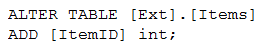 ALTER TABLE [Ext].[Items]
ADD [ItemID] int;